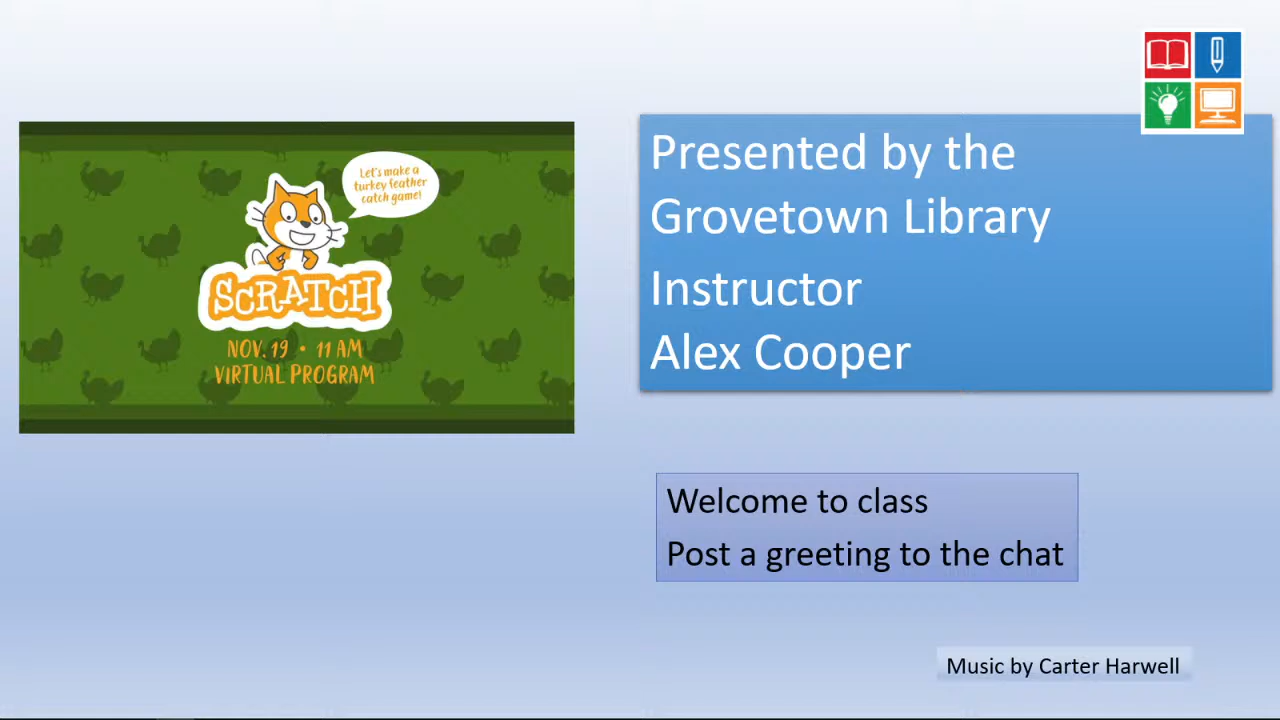 Let's make a
turkey feather
catch game!
SCRATCH
NOV. 19 • 11 AM
VIRTUAL PROGRAM
Presented by the
Grovetown Library
Instructor
Alex Cooper
Welcome to class
Post a greeting to the chat
Music by Carter Harwell